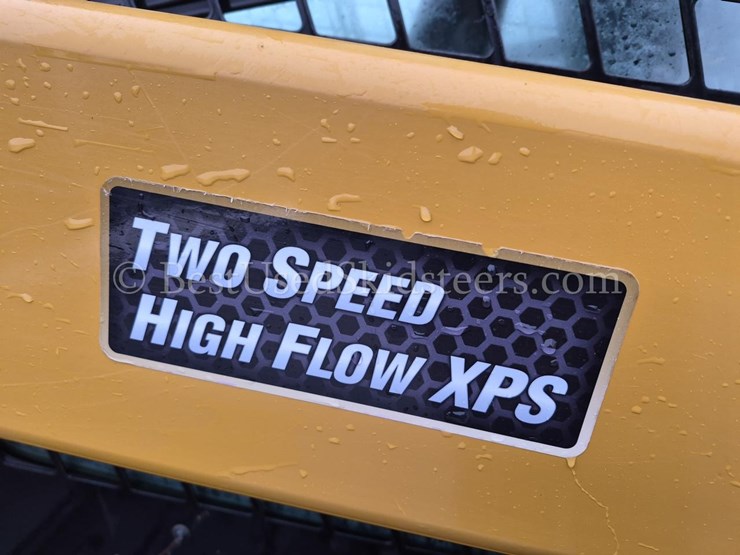 Two Speed
© BestUsedSkidsteers.com
High Flow XPS